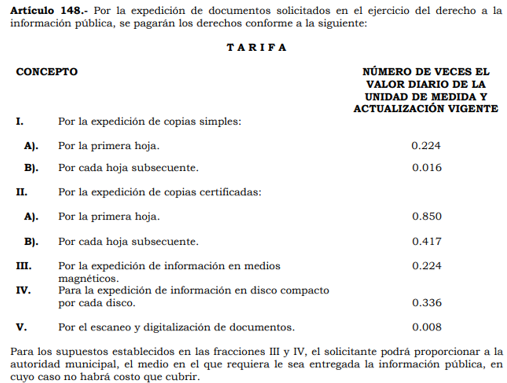 Artículo 148.- Por la expedición de documentos solicitados en el ejercicio del derecho a la
información pública, se pagarán los derechos conforme a la siguiente:
T A R I F A
CONCEPTO
NÚMERO DE VECES EL
VALOR DIARIO DE LA
UNIDAD DE MEDIDA Y
ACTUALIZACIÓN VIGENTE
I. Por la expedición de copias simples:
A). Por la primera hoja. 0.224
B). Por cada hoja subsecuente. 0.016
II. Por la expedición de copias certificadas:
A). Por la primera hoja. 0.850
B). Por cada hoja subsecuente. 0.417
III. Por la expedición de información en medios 0.224
magnéticos.
IV. Para la expedición de información en disco compacto
por cada disco. 0.336
V. Por el escaneo y digitalización de documentos. 0.008
Para los supuestos establecidos en las fracciones III y IV, el solicitante podrá proporcionar a la
autoridad municipal, el medio en el que requiera le sea entregada la información pública, en
cuyo caso no habrá costo que cubrir.